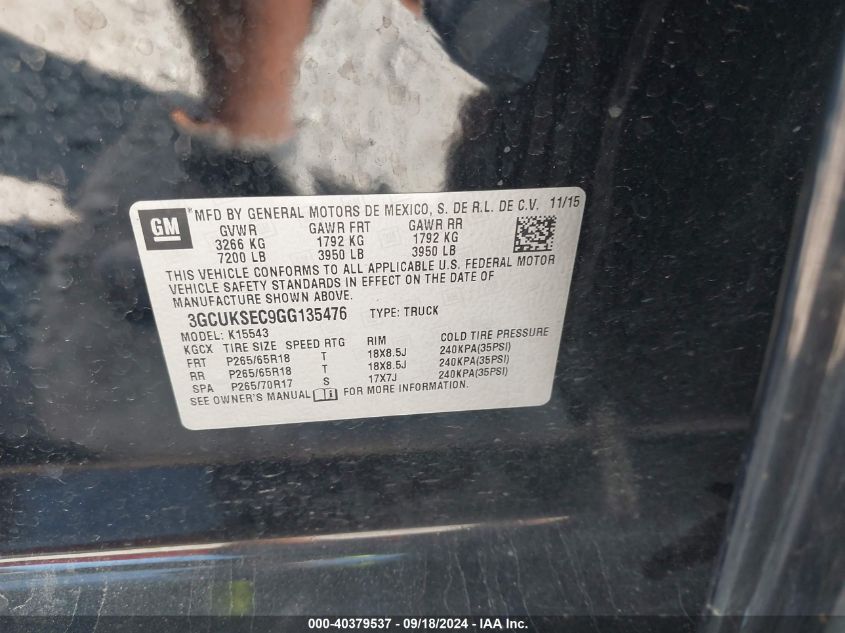 GM
MFD BY GENERAL MOTORS DE MEXICO, S. DE R.L. DE C.V. 11/15
GVWR GAWR FRT GAWR RR
3266 KG 1792 KG 1792 KG
7200 LB 3950 LB 3950 LB
THIS VEHICLE CONFORMS TO ALL APPLICABLE U.S. FEDERAL MOTOR
VEHICLE SAFETY STANDARDS IN EFFECT ON THE DATE OF
MANUFACTURE SHOWN ABOVE.
3GCUKSEC9GG135476 TYPE: TRUCK
MODEL: K15543
KGCX TIRE SIZE SPEED RTG RIM COLD TIRE PRESSURE
FRT P265/65R18 T 18X8.5J 240KPA(35PSI)
RR P265/65R18 T 18X8.5J 240KPA(35PSI)
SPA P265/70R17 S 17X7J 240KPA(35PSI)
SEE OWNER'S MANUAL FOR MORE INFORMATION.
000-40379537 - 09/18/2024 - IAA Inc.